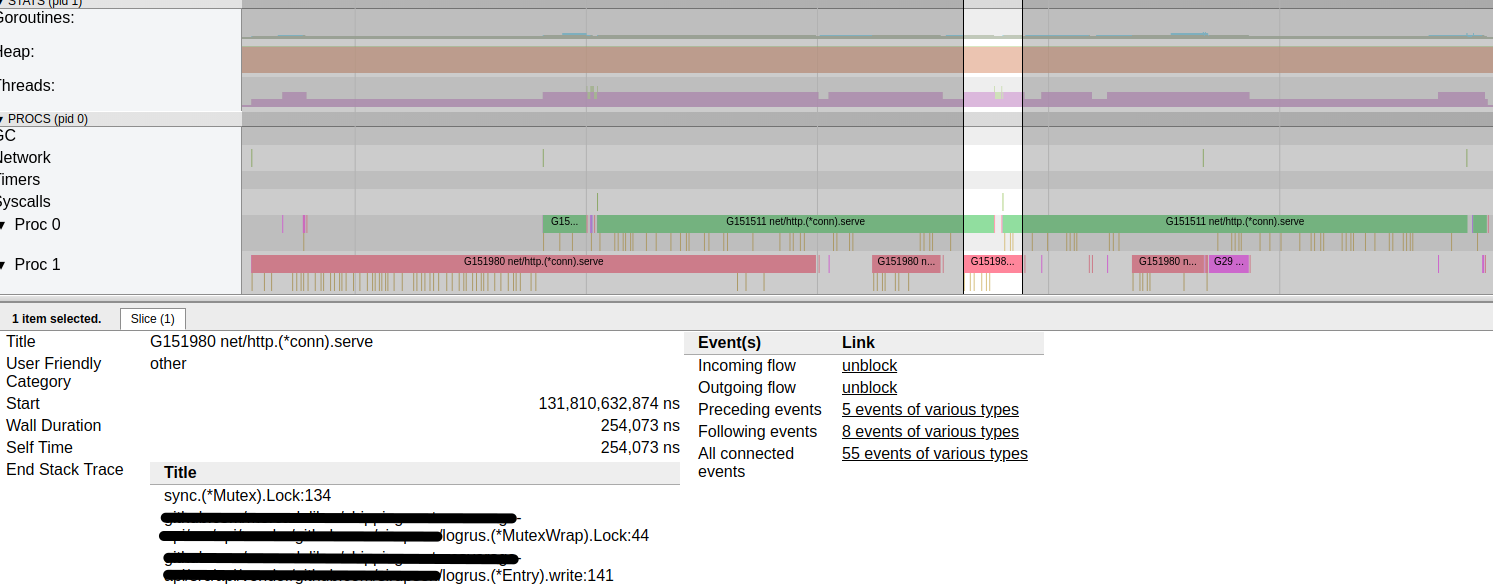 ▼ STATS (pid 1)
Goroutines:
Heap:
Threads:
▼ PROCS (pid 0)
GC
Network
Timers
Syscalls
▼ Proc 0
G15...
G151511 net/http.(*conn).serve
G151511 net/http.(*conn).serve
▼ Proc 1
G151980 net/http.(*conn).serve
G151980 n...
G15198...
G151980 n...
G29 ...
1 item selected.
Slice (1)
Title
G151980 net/http.(*conn).serve
User Friendly
Category
other
Start
131,810,632,874 ns
Wall Duration
254,073 ns
Self Time
254,073 ns
End Stack Trace
Title
sync.(*Mutex).Lock:134
-
/logrus.(*MutexWrap).Lock:44
-
/logrus.(*Entry).write:141
Event(s) Link
Incoming flow unblock
Outgoing flow unblock
Preceding events 5 events of various types
Following events 8 events of various types
All connected
events
55 events of various types